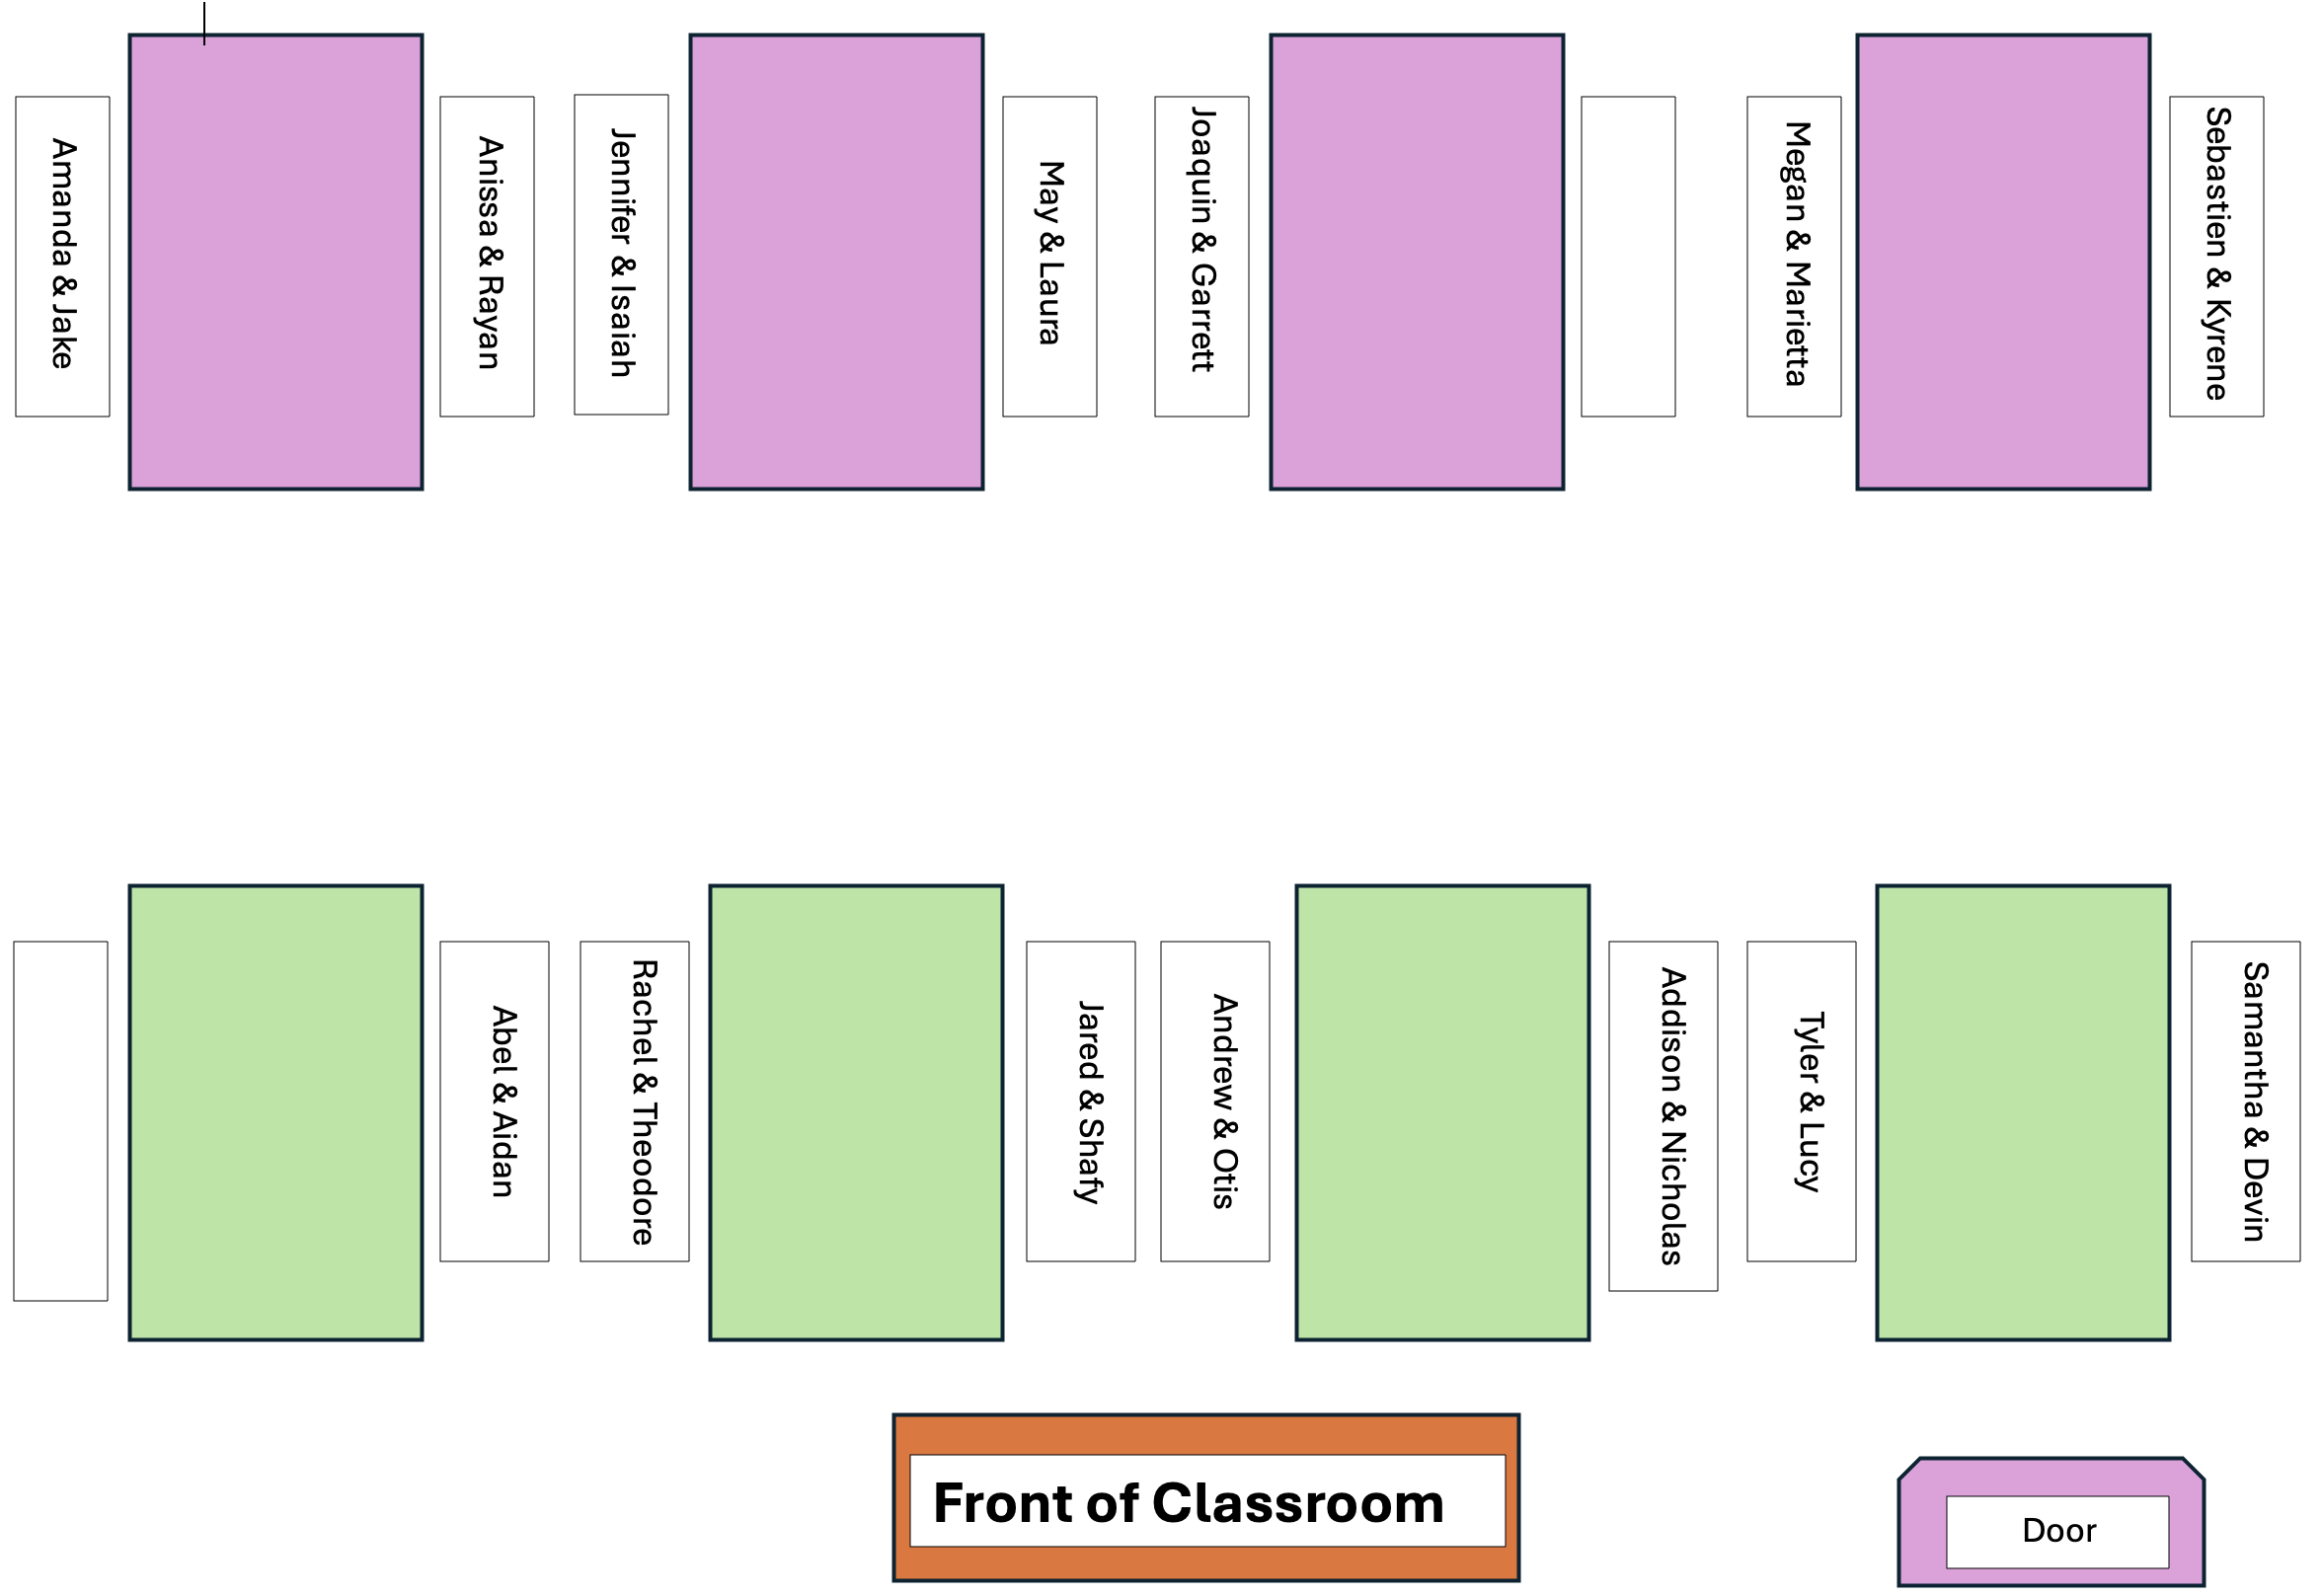 Amanda & Jake
Anissa & Rayan
Jennifer & Isaiah
May & Laura
Joaquin & Garrett
Megan & Marietta
Sebastien & Kyrene
Abel & Aidan
Rachel & Theodore
Jared & Shafy
Andrew & Otis
Addison & Nicholas
Tyler & Lucy
Samantha & Devin
Front of Classroom
Door